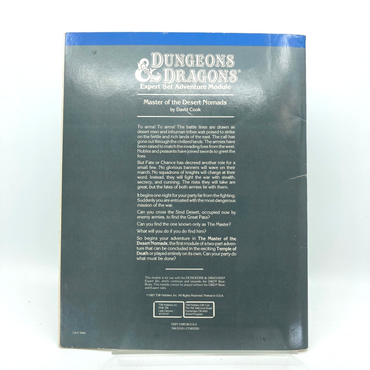 DUNGEONS
& DRAGONS®
Expert Set Adventure Module
Master of the Desert Nomads
by David Cook
To arms! To arms! The battle lines are drawn as
desert men and inhuman tribes wait poised to strike
on the fertile and rich lands of the east. The call has
gone out through the civilized lands. The armies have
been raised to match the invading foes from the west.
Nobles and peasants have joined swords to greet the
foes.
But Fate or Chance has decreed another role for a
small few. No glorious banners will were on their
march. No squadrons of knights will charge at their
word. Instead, they will fight the war with stealth,
secrecy, and cunning. The risks they will take are
great, but the fates of both armies lie with them.
It begins one night for your party far from the fighting.
Suddenly you are entrusted with the most dangerous
mission of the war.
Can you cross the Sind Desert, occupied now by
enemy armies, to find the Great Pass?
Can you find the one known only as The Master?
What will you do if you do find him?
So begins your adventure in The Master of the
Desert Nomads, the first module of a two-part adven-
ture that can be concluded in the exciting Temple of
Death or played entirely on its own. Can your party do
what must be done?